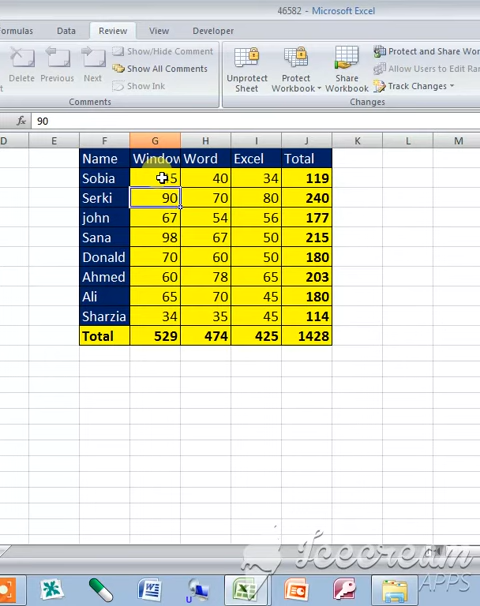 46582 - Microsoft Excel
ormulas Data Review View Developer
Delete Previous Next
Show/Hide Comment
Show All Comments
Show Ink
Comments
Unprotect Sheet
Protect Workbook
Share Workbook
Protect and Share Wor
Allow Users to Edit Ran
Track Changes
Changes
90
D E F G H I J K L M
Name Window Word Excel Total
Sobia 5 40 34 119
Serki 90 70 80 240
john 67 54 56 177
Sana 98 67 50 215
Donald 70 60 50 180
Ahmed 60 78 65 203
Ali 65 70 45 180
Sharzia 34 35 45 114
Total 529 474 425 1428
Icecream
APPS